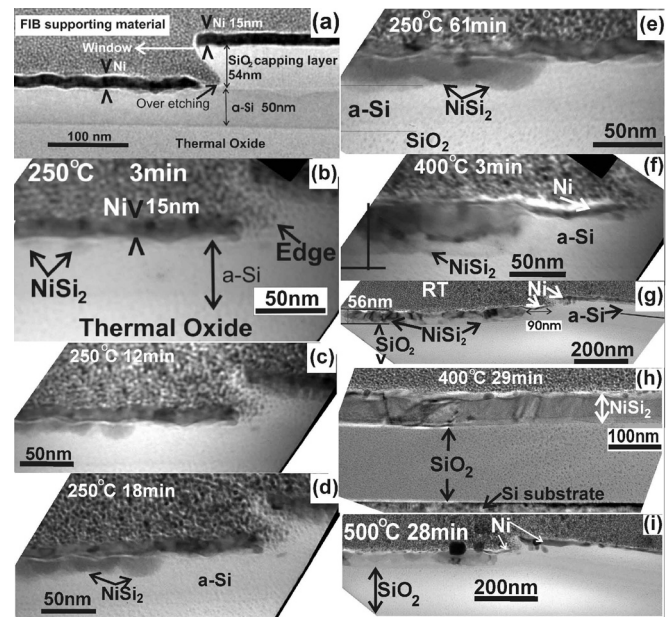 FIB supporting material
Ni 15nm
(a)
Window
Ni
SiO2 capping layer
54nm
Over etching
a-Si 50nm
100 nm
Thermal Oxide
250°C 3min
(b)
Ni 15nm
Edge
NiSi2
a-Si
50nm
Thermal Oxide
250°C 12min
(c)
50nm
250°C 18min
(d)
a-Si
NiSi2
50nm
250°C 61min
(e)
NiSi2
a-Si
SiO2
50nm
400°C 3min
(f)
Ni
a-Si
NiSi2
50nm
RT
Ni
(g)
56nm
a-Si
NiSi2
90nm
SiO2
200nm
400°C 29min
(h)
NiSi2
100nm
SiO2
Si substrate
500°C 28min
Ni
(i)
200nm
SiO2